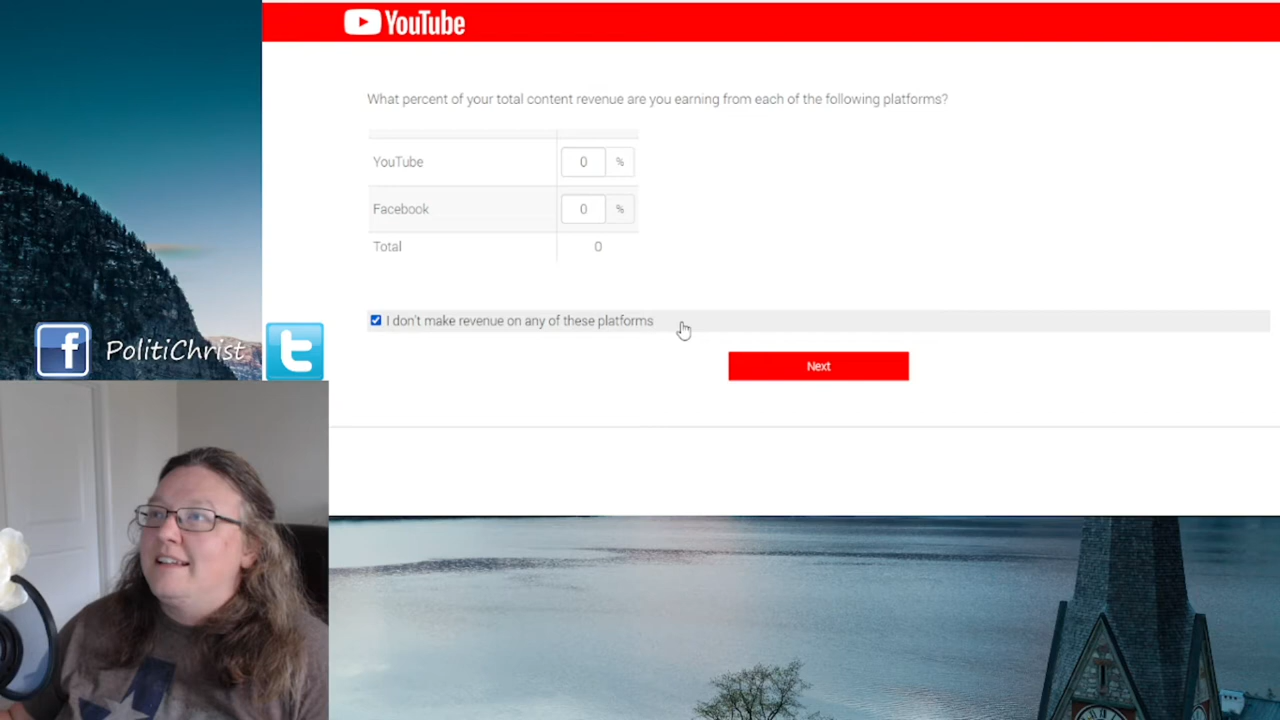 YouTube
What percent of your total content revenue are you earning from each of the following platforms?
YouTube 0 %
Facebook 0 %
Total 0
I don't make revenue on any of these platforms
Next
f PolitiChrist t